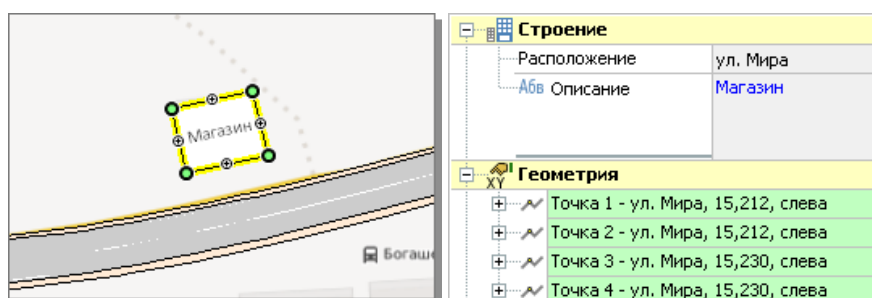 Магазин
Богаше
Строение
Расположение ул. Мира
Абв Описание Магазин
XY Геометрия
Точка 1 - ул. Мира, 15,212, слева
Точка 2 - ул. Мира, 15,212, слева
Точка 3 - ул. Мира, 15,230, слева
Точка 4 - ул. Мира, 15,230, слева